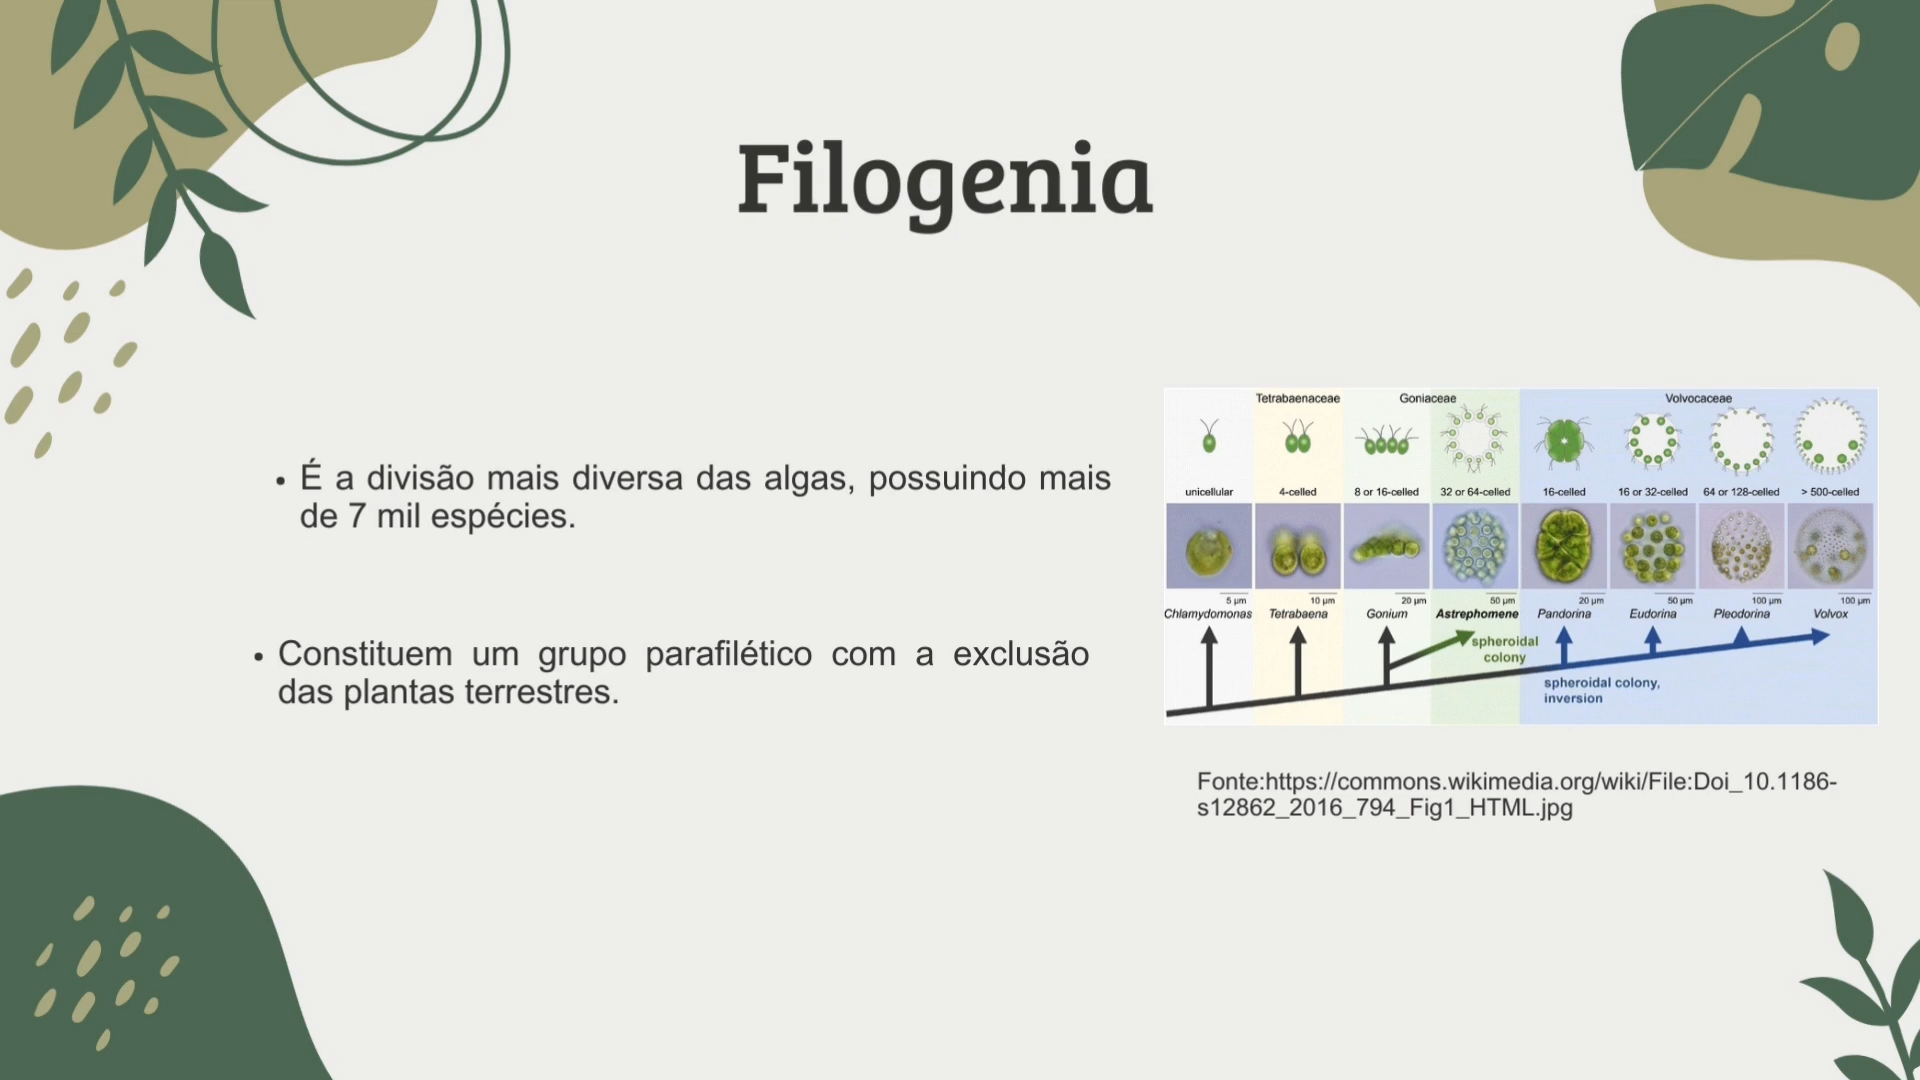 Filogenia
• É a divisão mais diversa das algas, possuindo mais
de 7 mil espécies.
• Constituem um grupo parafilético com a exclusão
das plantas terrestres.
Tetrabaenaceae Goniaceae Volvocaceae
unicellular 4-celled 8 or 16-celled 32 or 64-celled 16-celled 16 or 32-celled 64 or 128-celled > 500-celled
5 µm 10 µm 20 µm 50 µm 20 µm 50 µm 100 µm 100 µm
Chlamydomonas Tetrabaena Gonium Astrephomene Pandorina Eudorina Pleodorina Volvox
spheroidal
colony
spheroidal colony,
inversion
Fonte:https://commons.wikimedia.org/wiki/File:Doi_10.1186-
s12862_2016_794_Fig1_HTML.jpg